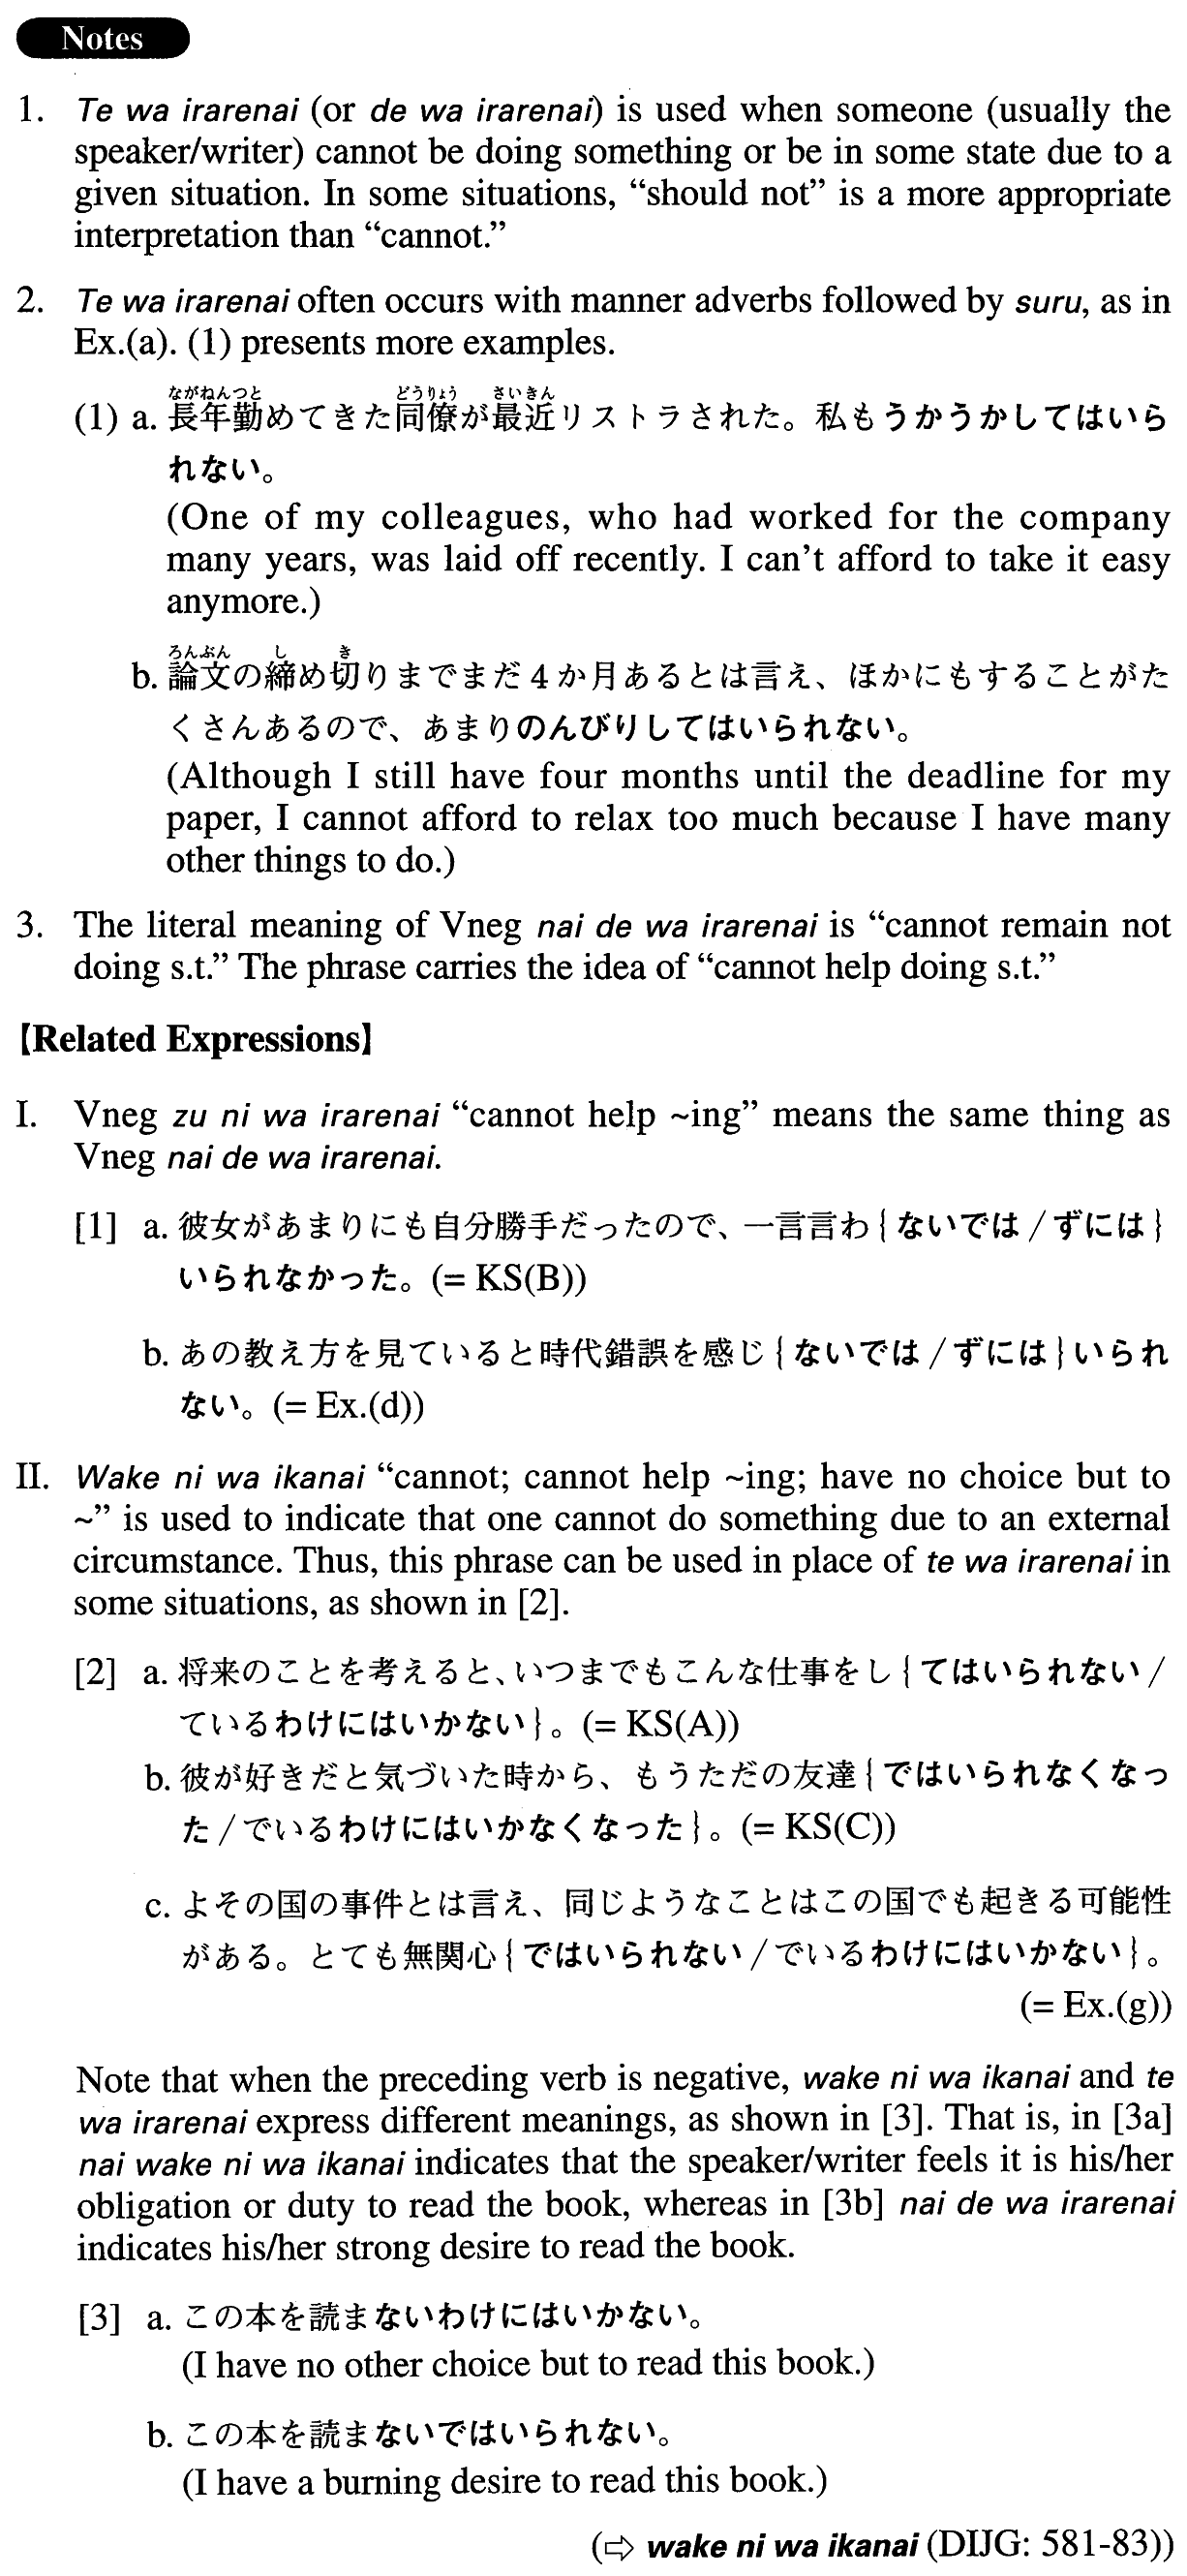 Notes
1. Te wa irarenai (or de wa irarenai) is used when someone (usually the
speaker/writer) cannot be doing something or be in some state due to a
given situation. In some situations, “should not” is a more appropriate
interpretation than “cannot.”
2. Te wa irarenai often occurs with manner adverbs followed by suru, as in
Ex.(a). (1) presents more examples.
ながねんつと どうりょう さいきん
(1) a. 長年勤めてきた同僚が最近リストラされた。私もうかうかしてはいら
れない。
(One of my colleagues, who had worked for the company
many years, was laid off recently. I can’t afford to take it easy
anymore.)
ろんぶん し き
b. 論文の締め切りまでまだ4か月あるとは言え、ほかにもすることがた
くさんあるので、あまりのんびりしてはいられない。
(Although I still have four months until the deadline for my
paper, I cannot afford to relax too much because I have many
other things to do.)
3. The literal meaning of Vneg nai de wa irarenai is “cannot remain not
doing s.t.” The phrase carries the idea of “cannot help doing s.t.”
【Related Expressions】
I. Vneg zu ni wa irarenai “cannot help ~ing” means the same thing as
Vneg nai de wa irarenai.
[1] a. 彼女があまりにも自分勝手だったので、一言言わ{ないでは/ずには}
いられなかった。(= KS(B))
b. あの教え方を見ていると時代錯誤を感じ{ないでは/ずには}いられ
ない。(= Ex.(d))
II. Wake ni wa ikanai “cannot; cannot help ~ing; have no choice but to
~” is used to indicate that one cannot do something due to an external
circumstance. Thus, this phrase can be used in place of te wa irarenai in
some situations, as shown in [2].
[2] a. 将来のことを考えると、いつまでもこんな仕事をし{てはいられない/
ているわけにはいかない}。(= KS(A))
b. 彼が好きだと気づいた時から、もうただの友達{ではいられなくなっ
た/でいるわけにはいかなくなった}。(= KS(C))
c. よその国の事件とは言え、同じようなことはこの国でも起きる可能性
がある。とても無関心{ではいられない/でいるわけにはいかない}。
(= Ex.(g))
Note that when the preceding verb is negative, wake ni wa ikanai and te
wa irarenai express different meanings, as shown in [3]. That is, in [3a]
nai wake ni wa ikanai indicates that the speaker/writer feels it is his/her
obligation or duty to read the book, whereas in [3b] nai de wa irarenai
indicates his/her strong desire to read the book.
[3] a. この本を読まないわけにはいかない。
(I have no other choice but to read this book.)
b. この本を読まないではいられない。
(I have a burning desire to read this book.)
(⇨ wake ni wa ikanai (DIJG: 581-83))